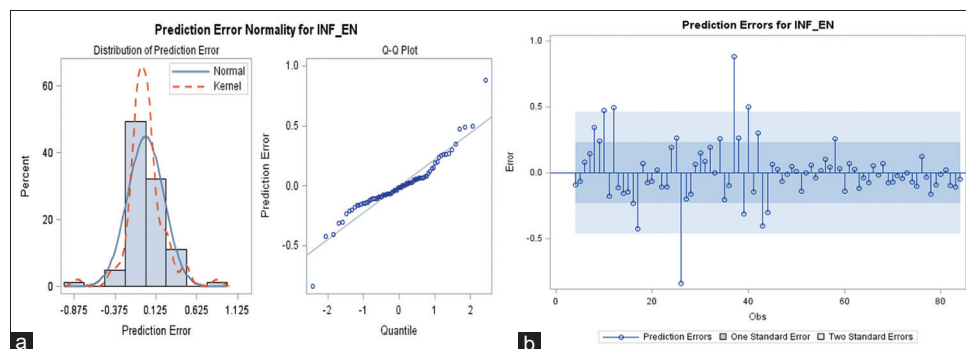 Prediction Error Normality for INF_EN
Distribution of Prediction Error
Normal
Kernel
Percent
60
40
20
0
-0.875
-0.375
0.125
0.625
1.125
Prediction Error
a
Q-Q Plot
Prediction Error
1.0
0.5
0.0
-0.5
-2
-1
0
1
2
Quantile
Prediction Errors for INF_EN
Error
1.0
0.5
0.0
-0.5
0
20
40
60
80
Obs
Prediction Errors
One Standard Error
Two Standard Errors
b